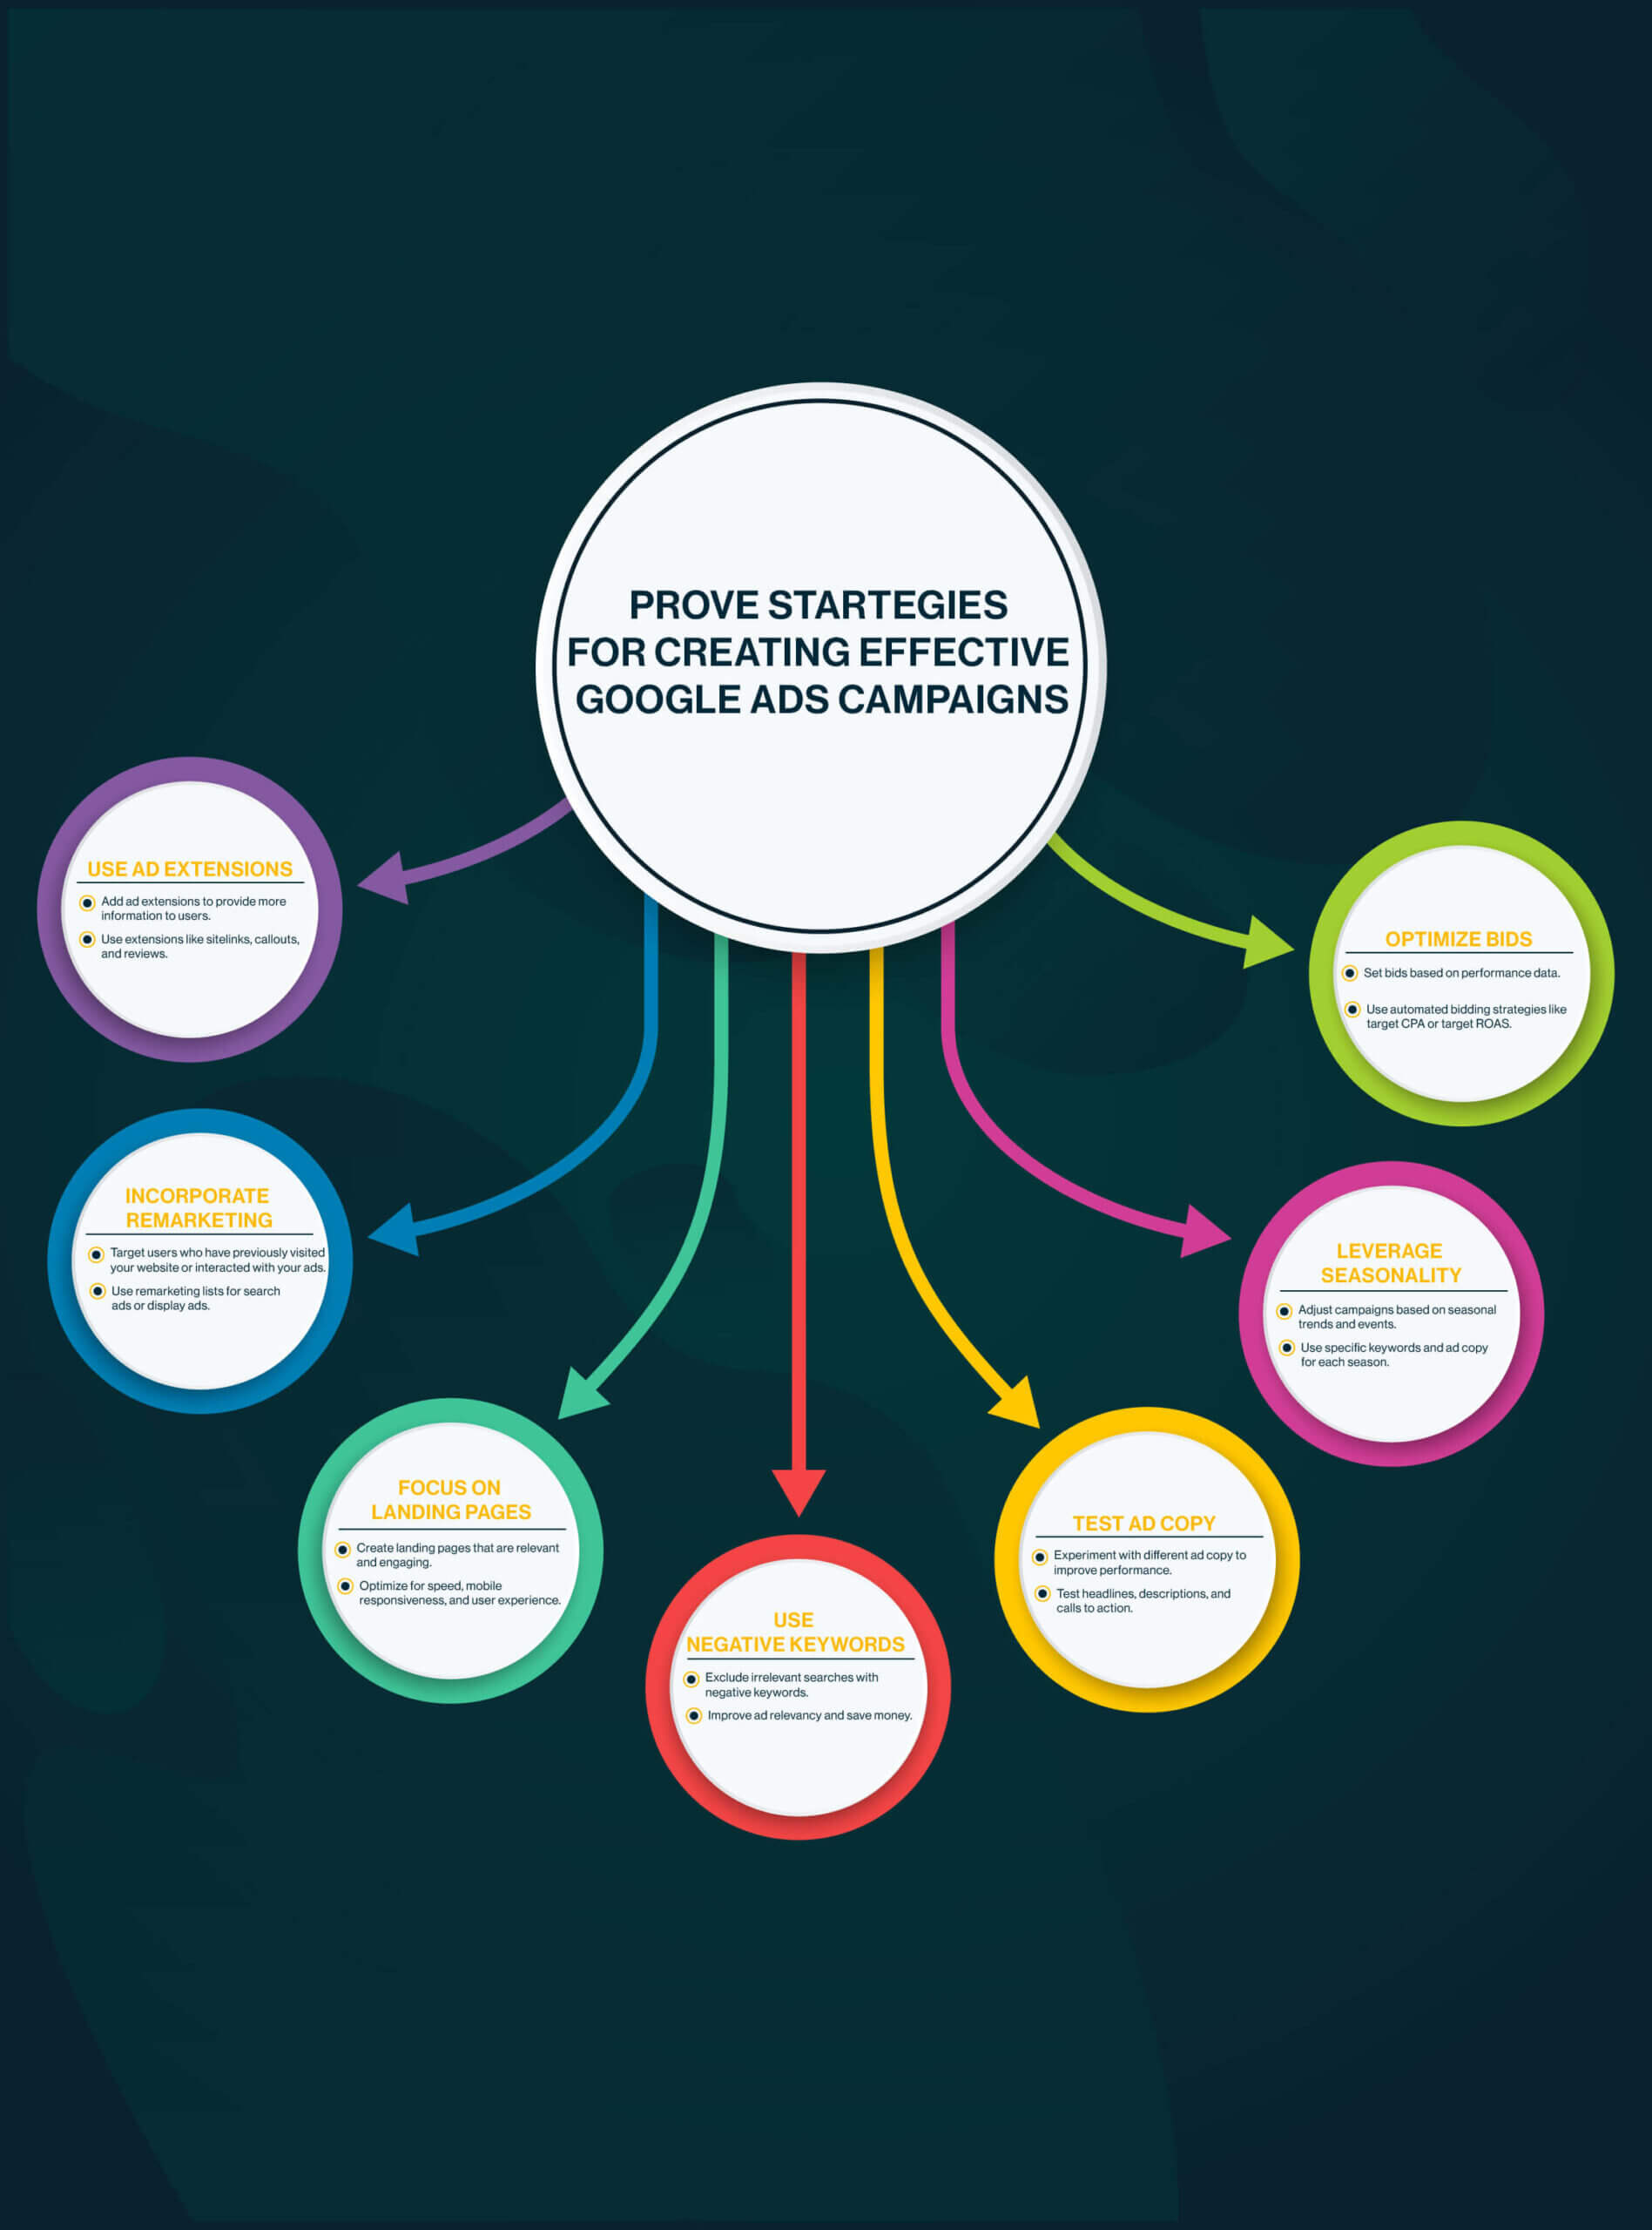 PROVE STARTEGIES
FOR CREATING EFFECTIVE
GOOGLE ADS CAMPAIGNS
USE AD EXTENSIONS
Add ad extensions to provide more
information to users.
Use extensions like sitelinks, callouts,
and reviews.
INCORPORATE
REMARKETING
Target users who have previously visited
your website or interacted with your ads.
Use remarketing lists for search
ads or display ads.
FOCUS ON
LANDING PAGES
Create landing pages that are relevant
and engaging.
Optimize for speed, mobile
responsiveness, and user experience.
USE
NEGATIVE KEYWORDS
Exclude irrelevant searches with
negative keywords.
Improve ad relevancy and save money.
TEST AD COPY
Experiment with different ad copy to
improve performance.
Test headlines, descriptions, and
calls to action.
LEVERAGE
SEASONALITY
Adjust campaigns based on seasonal
trends and events.
Use specific keywords and ad copy
for each season.
OPTIMIZE BIDS
Set bids based on performance data.
Use automated bidding strategies like
target CPA or target ROAS.